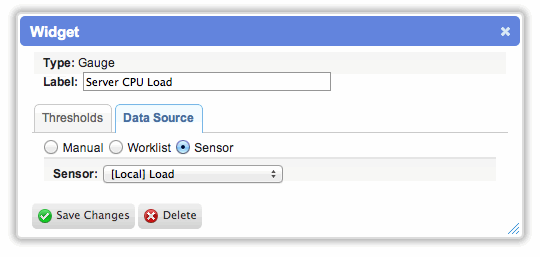 Widget
Type: Gauge
Label: Server CPU Load
Thresholds Data Source
Manual Worklist Sensor
Sensor: [Local] Load
Save Changes Delete